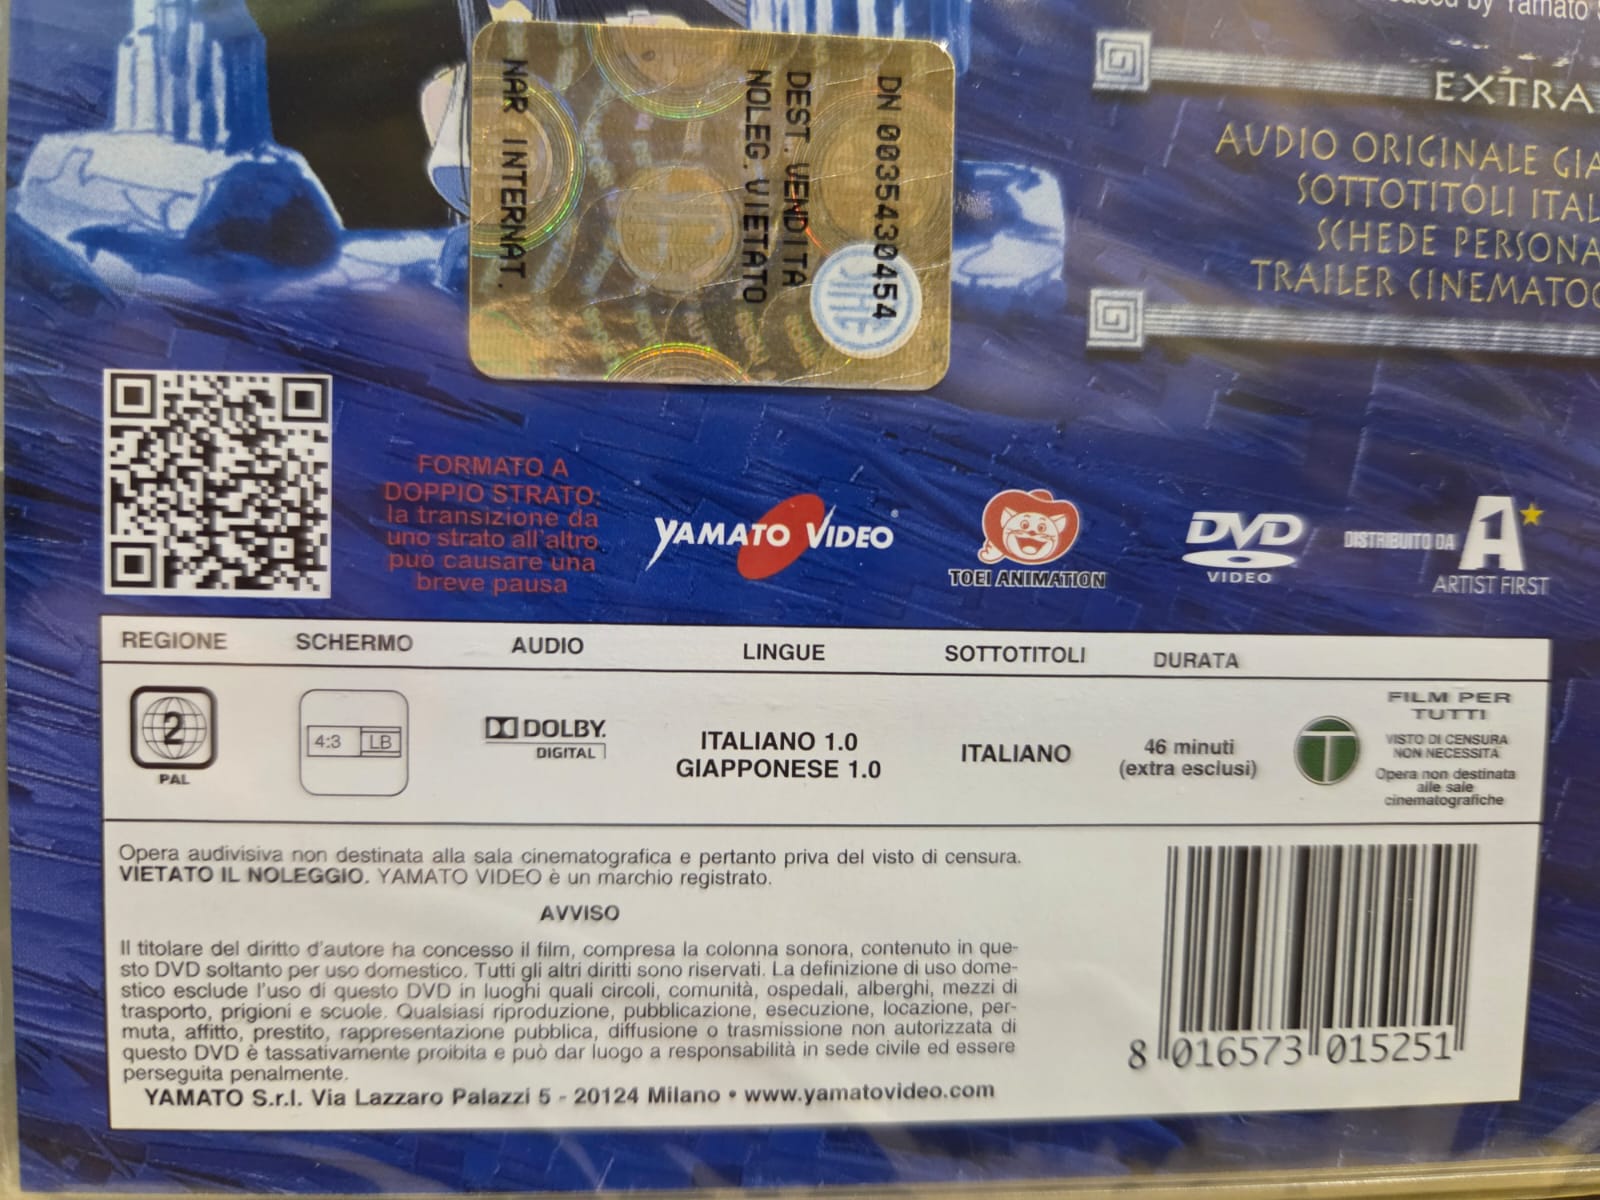 by Yamato
EXTRA
AUDIO ORIGINALE
SOTTOTITOLI
SCHEDE
TRAILER
DN 0035430454
DEST. VENDITA
NOLEG. VIETATO
NAR INTERNAT.
SIAE
FORMATO A
DOPPIO STRATO:
la transizione da
uno strato all'altro
può causare una
breve pausa
YAMATO VIDEO
TOEI ANIMATION
DVD
VIDEO
DISTRIBUITO DA
A1
ARTIST FIRST
REGIONE SCHERMO AUDIO LINGUE SOTTOTITOLI DURATA
2
PAL
4:3 LB
DOLBY.
DIGITAL
ITALIANO 1.0
GIAPPONESE 1.0
ITALIANO
46 minuti
(extra esclusi)
T
FILM PER
TUTTI
VISTO DI CENSURA
NON NECESSITA
Opera non destinata
alle sale
cinematografiche
Opera audivisiva non destinata alla sala cinematografica e pertanto priva del visto di censura.
VIETATO IL NOLEGGIO. YAMATO VIDEO è un marchio registrato.
AVVISO
Il titolare del diritto d'autore ha concesso il film, compresa la colonna sonora, contenuto in que-
sto DVD soltanto per uso domestico. Tutti gli altri diritti sono riservati. La definizione di uso dome-
stico esclude l'uso di questo DVD in luoghi quali circoli, comunità, ospedali, alberghi, mezzi di
trasporto, prigioni e scuole. Qualsiasi riproduzione, pubblicazione, esecuzione, locazione, per-
muta, affitto, prestito, rappresentazione pubblica, diffusione o trasmissione non autorizzata di
questo DVD è tassativamente proibita e può dar luogo a responsabilità in sede civile ed essere
perseguita penalmente.
YAMATO S.r.l. Via Lazzaro Palazzi 5 - 20124 Milano • www.yamatovideo.com
8 016573 015251